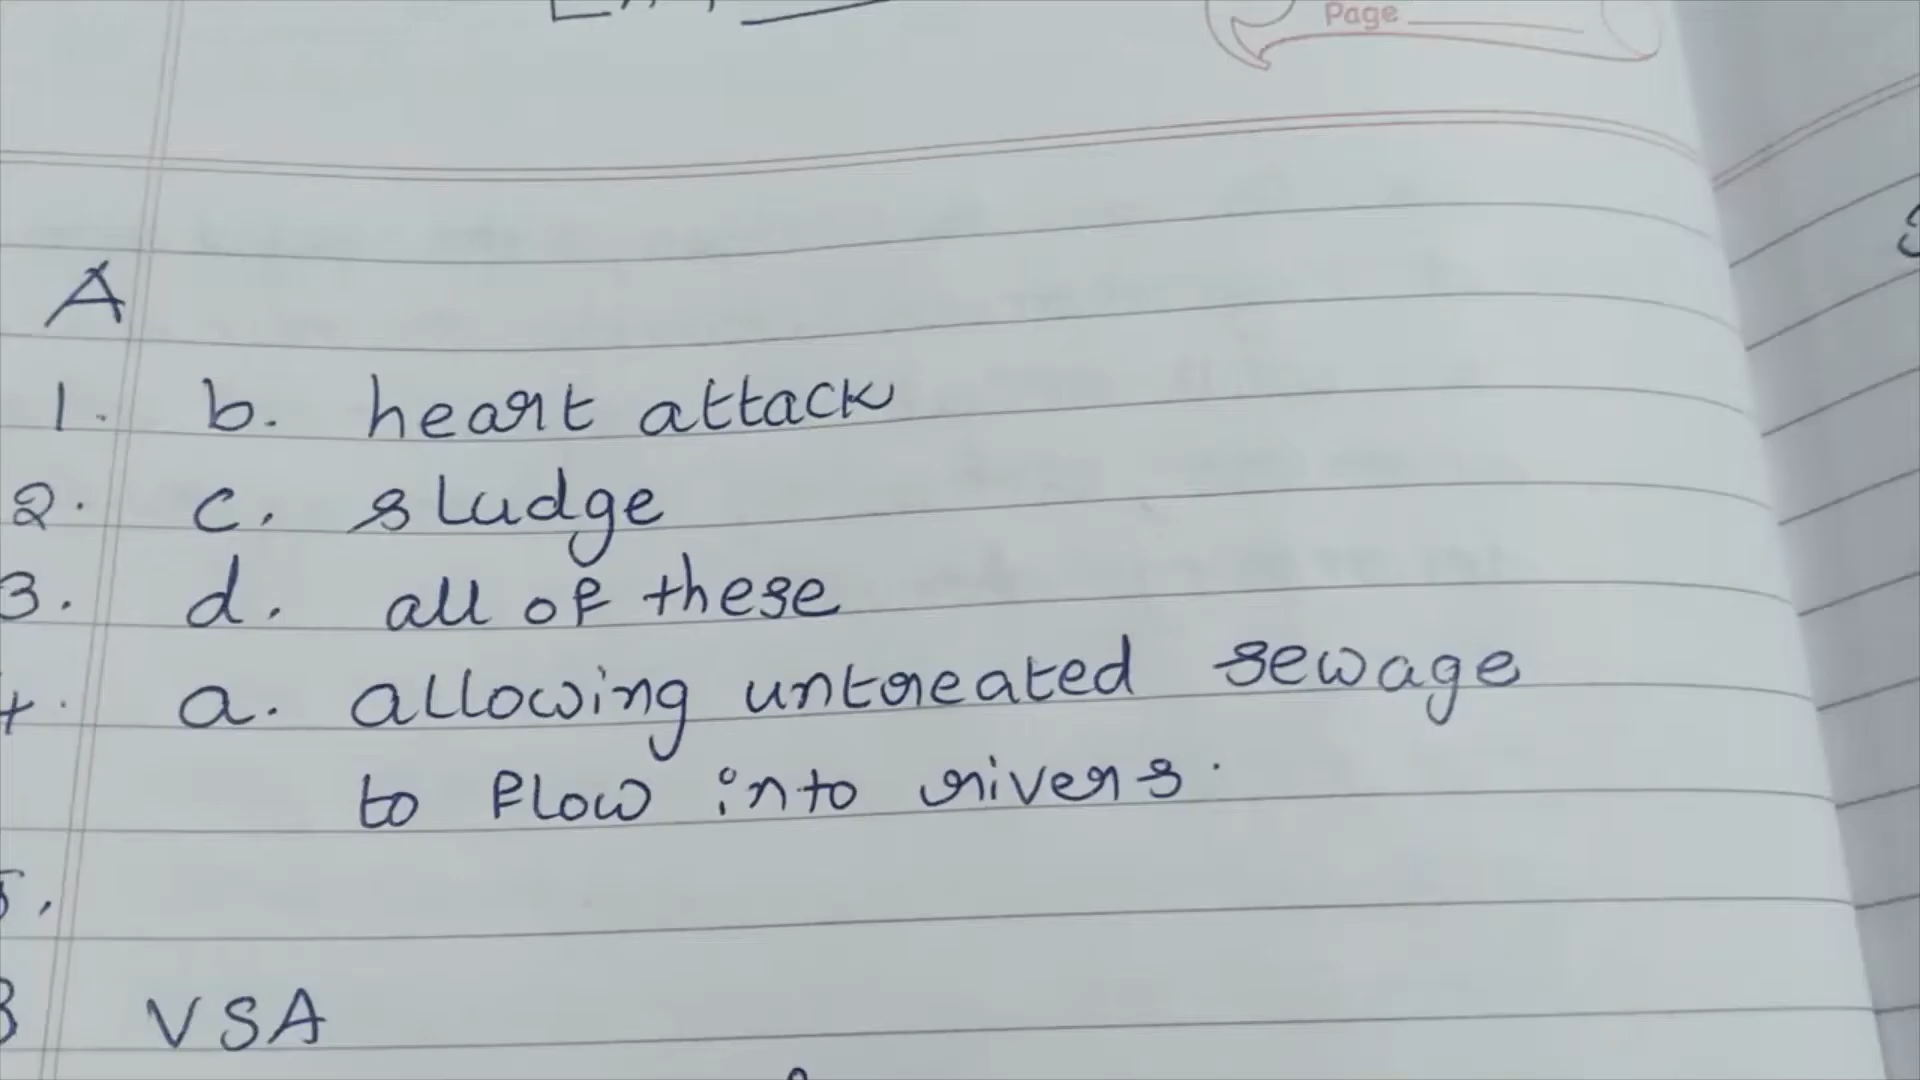 Page
A
1. b. heart attack
2. c. sludge
3. d. all of these
4. a. allowing untreated sewage
to flow into rivers.
5.
B VSA